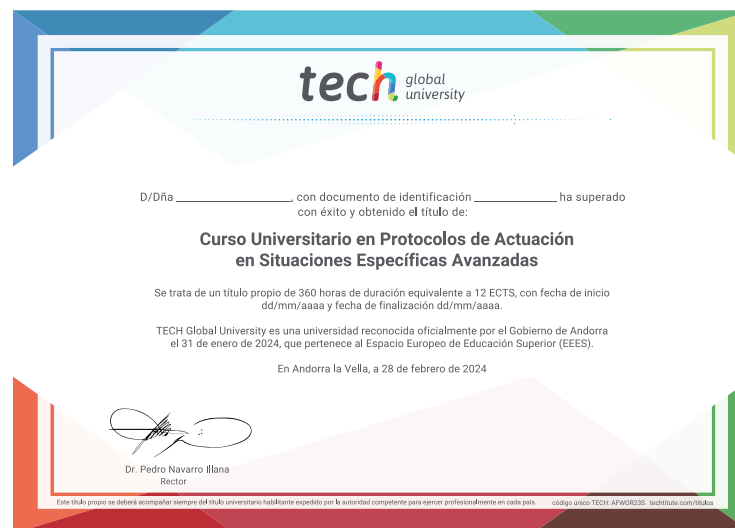 tech global university
D/Dña ____________________, con documento de identificación ______________ ha superado
con éxito y obtenido el título de:
Curso Universitario en Protocolos de Actuación
en Situaciones Específicas Avanzadas
Se trata de un título propio de 360 horas de duración equivalente a 12 ECTS, con fecha de inicio
dd/mm/aaaa y fecha de finalización dd/mm/aaaa.
TECH Global University es una universidad reconocida oficialmente por el Gobierno de Andorra
el 31 de enero de 2024, que pertenece al Espacio Europeo de Educación Superior (EEES).
En Andorra la Vella, a 28 de febrero de 2024
Dr. Pedro Navarro Illana
Rector
Este título propio se deberá acompañar siempre del título universitario habilitante expedido por la autoridad competente para ejercer profesionalmente en cada país. código único TECH: AFWOR23S techtitute.com/titulos